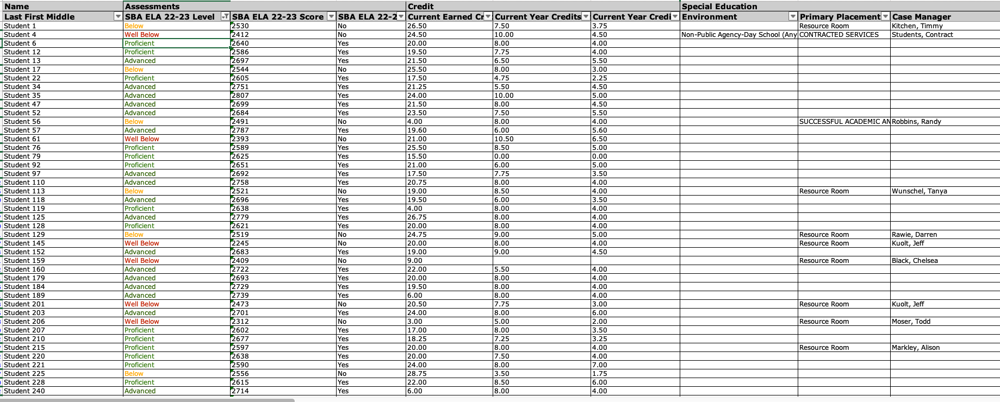 Name Assessments Credit Special Education
Last First Middle SBA ELA 22-23 Level SBA ELA 22-23 Score SBA ELA 22-2 Current Earned Cr Current Year Credits Current Year Credi Environment Primary Placement Case Manager
Student 1 Below 2530 No 26.50 7.50 3.75 Resource Room Kitchen, Timmy
Student 4 Well Below 2412 No 24.50 10.00 4.50 Non-Public Agency-Day School (Any CONTRACTED SERVICES Students, Contract
Student 6 Proficient 2640 Yes 20.00 8.00 4.00
Student 12 Proficient 2586 Yes 19.50 7.75 4.00
Student 13 Advanced 2697 Yes 21.50 6.50 5.50
Student 17 Below 2544 No 25.50 8.00 3.00
Student 22 Proficient 2605 Yes 17.50 4.75 2.25
Student 34 Advanced 2751 Yes 21.25 5.50 4.50
Student 35 Advanced 2807 Yes 24.00 10.00 5.00
Student 47 Advanced 2699 Yes 21.50 8.00 4.50
Student 52 Advanced 2684 Yes 23.50 7.50 5.50
Student 56 Below 2491 No 4.00 8.00 4.00 SUCCESSFUL ACADEMIC AN Robbins, Randy
Student 57 Advanced 2787 Yes 19.60 6.00 5.60
Student 61 Well Below 2393 No 21.00 10.50 6.50
Student 76 Proficient 2589 Yes 25.50 8.50 5.00
Student 79 Proficient 2625 Yes 15.50 0.00 0.00
Student 92 Proficient 2651 Yes 21.00 6.00 5.00
Student 97 Advanced 2692 Yes 17.50 7.75 3.50
Student 110 Advanced 2758 Yes 20.75 8.00 4.00
Student 113 Below 2521 No 19.00 8.50 4.00 Resource Room Wunschel, Tanya
Student 118 Advanced 2696 Yes 19.50 6.00 3.50
Student 119 Proficient 2638 Yes 4.00 8.00 4.00
Student 125 Advanced 2779 Yes 26.75 8.00 4.00
Student 128 Proficient 2621 Yes 20.00 8.00 4.00
Student 129 Below 2519 No 24.75 9.00 5.00 Resource Room Rawie, Darren
Student 145 Well Below 2245 No 20.00 8.00 4.00 Resource Room Kuolt, Jeff
Student 152 Advanced 2683 Yes 19.00 9.00 4.50
Student 159 Well Below 2409 No 9.00 Resource Room Black, Chelsea
Student 160 Advanced 2722 Yes 22.00 5.50 4.00
Student 179 Advanced 2693 Yes 20.00 8.00 4.00
Student 184 Advanced 2729 Yes 19.50 8.00 4.00
Student 189 Advanced 2739 Yes 6.00 8.00 4.00
Student 201 Well Below 2473 No 20.50 7.75 3.00 Resource Room Kuolt, Jeff
Student 203 Advanced 2701 Yes 24.00 8.00 6.00
Student 206 Well Below 2312 No 3.00 5.00 2.00 Resource Room Moser, Todd
Student 207 Proficient 2602 Yes 17.00 8.00 3.50
Student 210 Proficient 2677 Yes 18.25 7.25 3.25
Student 215 Proficient 2597 Yes 20.00 8.00 4.00 Resource Room Markley, Alison
Student 220 Proficient 2638 Yes 20.00 7.50 4.00
Student 221 Proficient 2590 Yes 24.00 8.00 7.00
Student 225 Below 2556 No 28.75 3.50 1.75
Student 228 Proficient 2615 Yes 22.00 8.50 6.00
Student 240 Advanced 2714 Yes 6.00 8.00 4.00